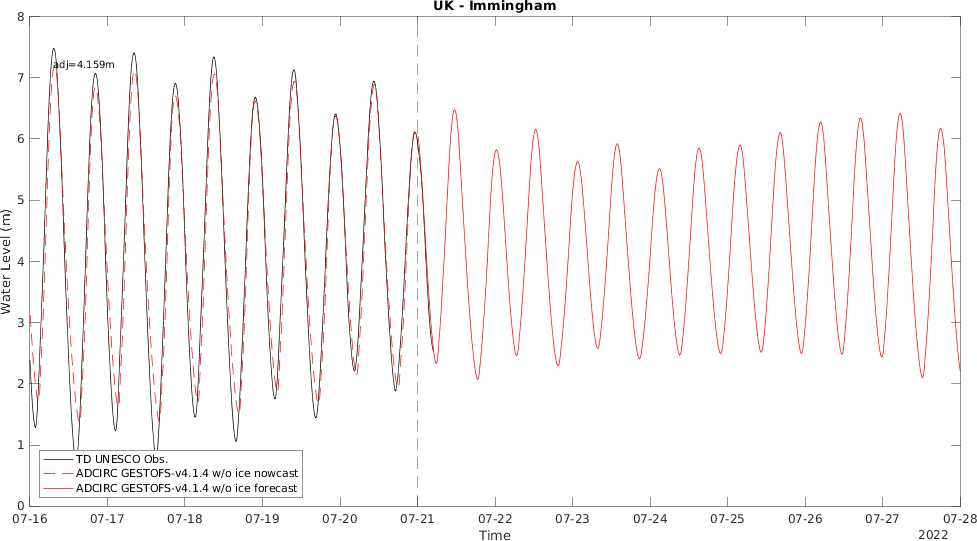 UK - Immingham
8
7
6
5
4
3
2
1
0
Water Level (m)
adj=4.159m
TD UNESCO Obs.
ADCIRC GESTOFS-v4.1.4 w/o ice nowcast
ADCIRC GESTOFS-v4.1.4 w/o ice forecast
07-16 07-17 07-18 07-19 07-20 07-21 07-22 07-23 07-24 07-25 07-26 07-27 07-28
Time
2022